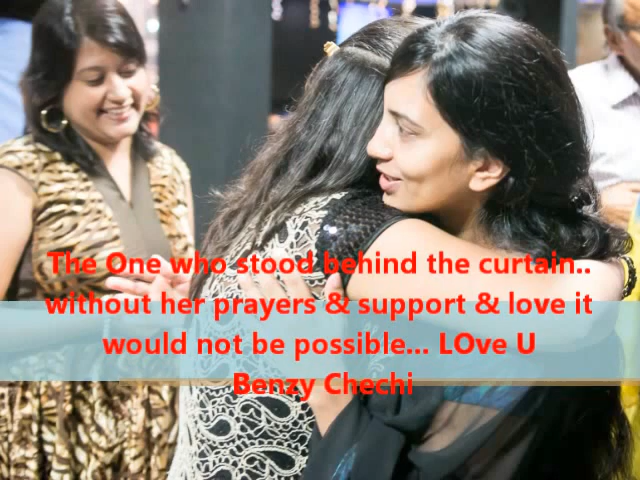 The One who stood behind the curtain..
without her prayers & support & love it
would not be possible... LOve U
Benzy Chechi